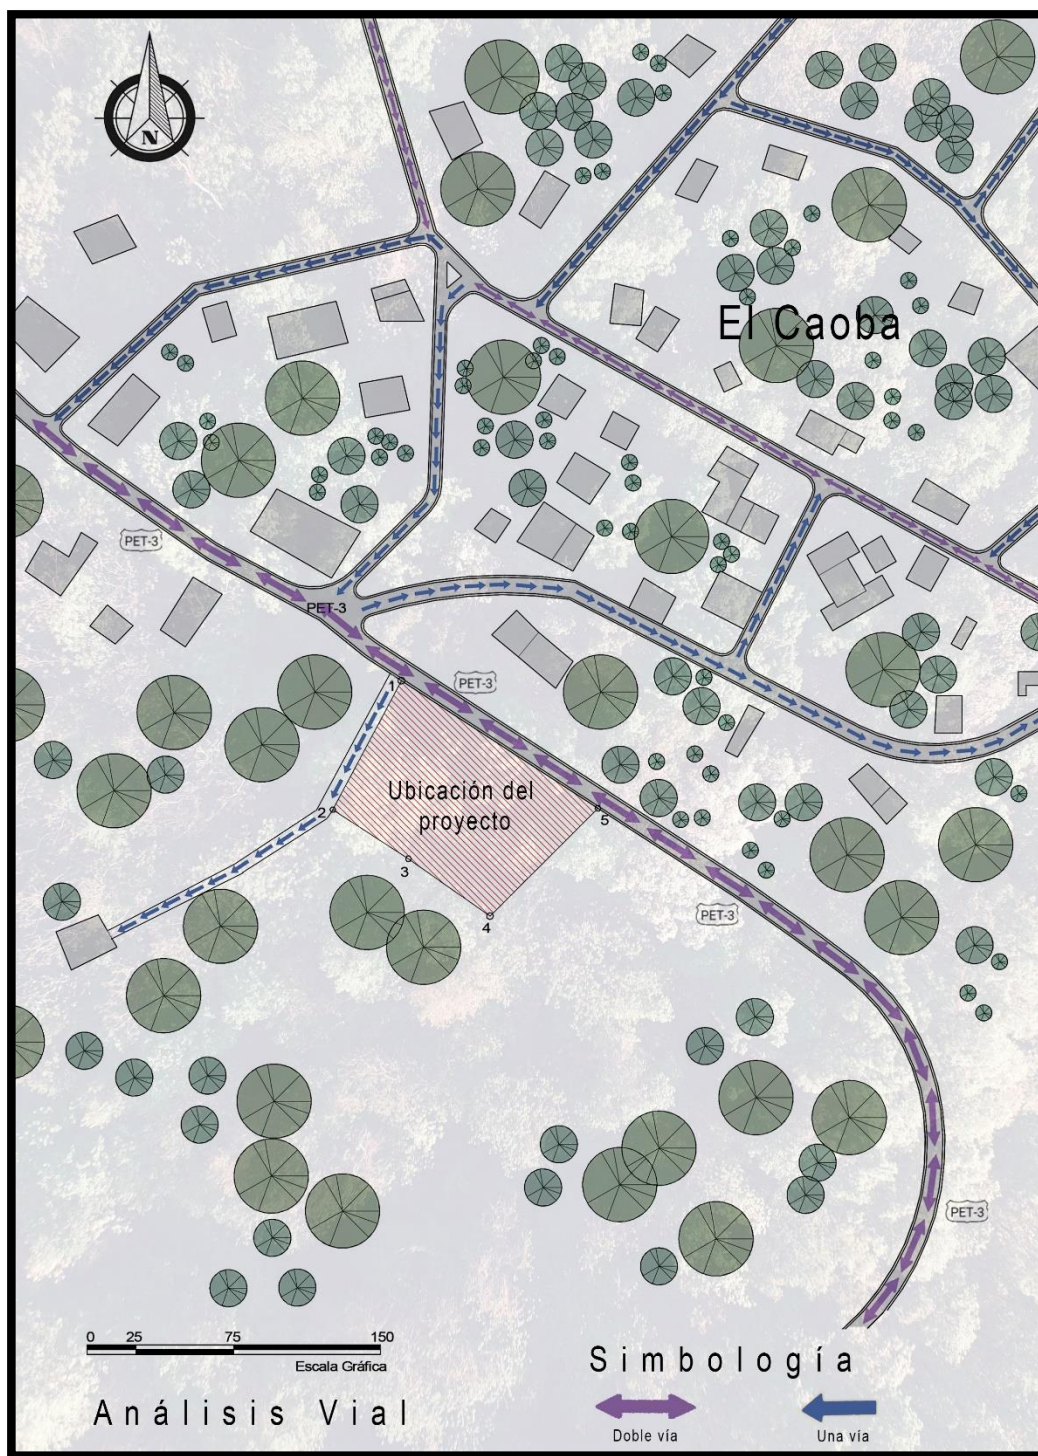 N
El Caoba
PET-3
PET-3
PET-3
1
Ubicación del
proyecto
2
5
3
4
PET-3
PET-3
0 25 75 150
Escala Gráfica
Análisis Vial
Simbología
Doble vía
Una vía